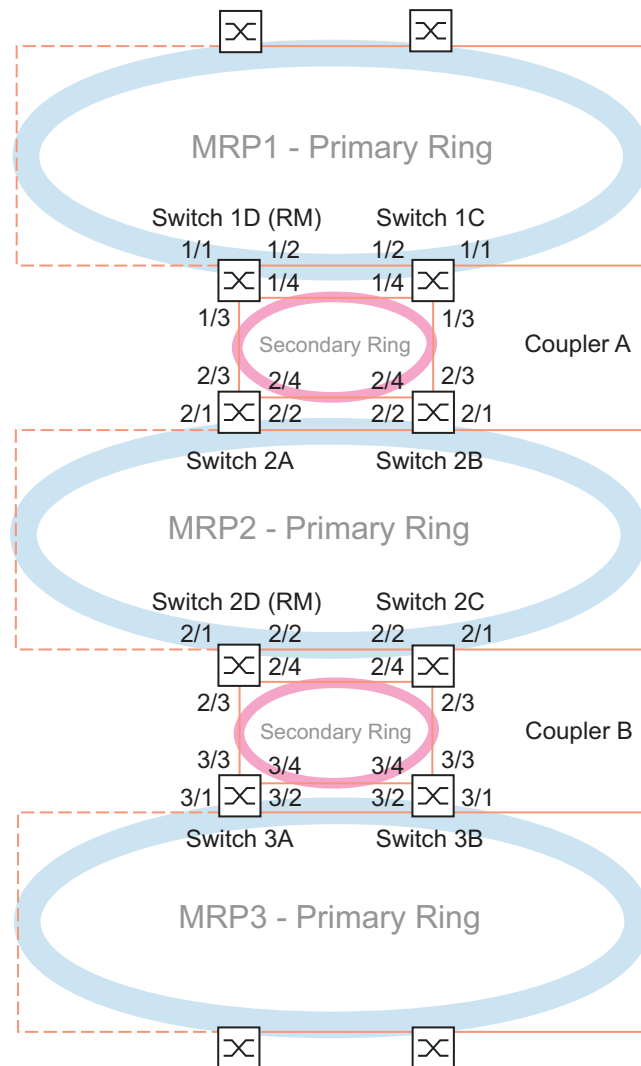 MRP1 - Primary Ring
Switch 1D (RM) Switch 1C
1/1 1/2 1/2 1/1
1/4 1/4
1/3 1/3
Secondary Ring Coupler A
2/3 2/4 2/4 2/3
2/1 2/2 2/2 2/1
Switch 2A Switch 2B
MRP2 - Primary Ring
Switch 2D (RM) Switch 2C
2/1 2/2 2/2 2/1
2/4 2/4
2/3 2/3
Secondary Ring Coupler B
3/3 3/4 3/4 3/3
3/1 3/2 3/2 3/1
Switch 3A Switch 3B
MRP3 - Primary Ring